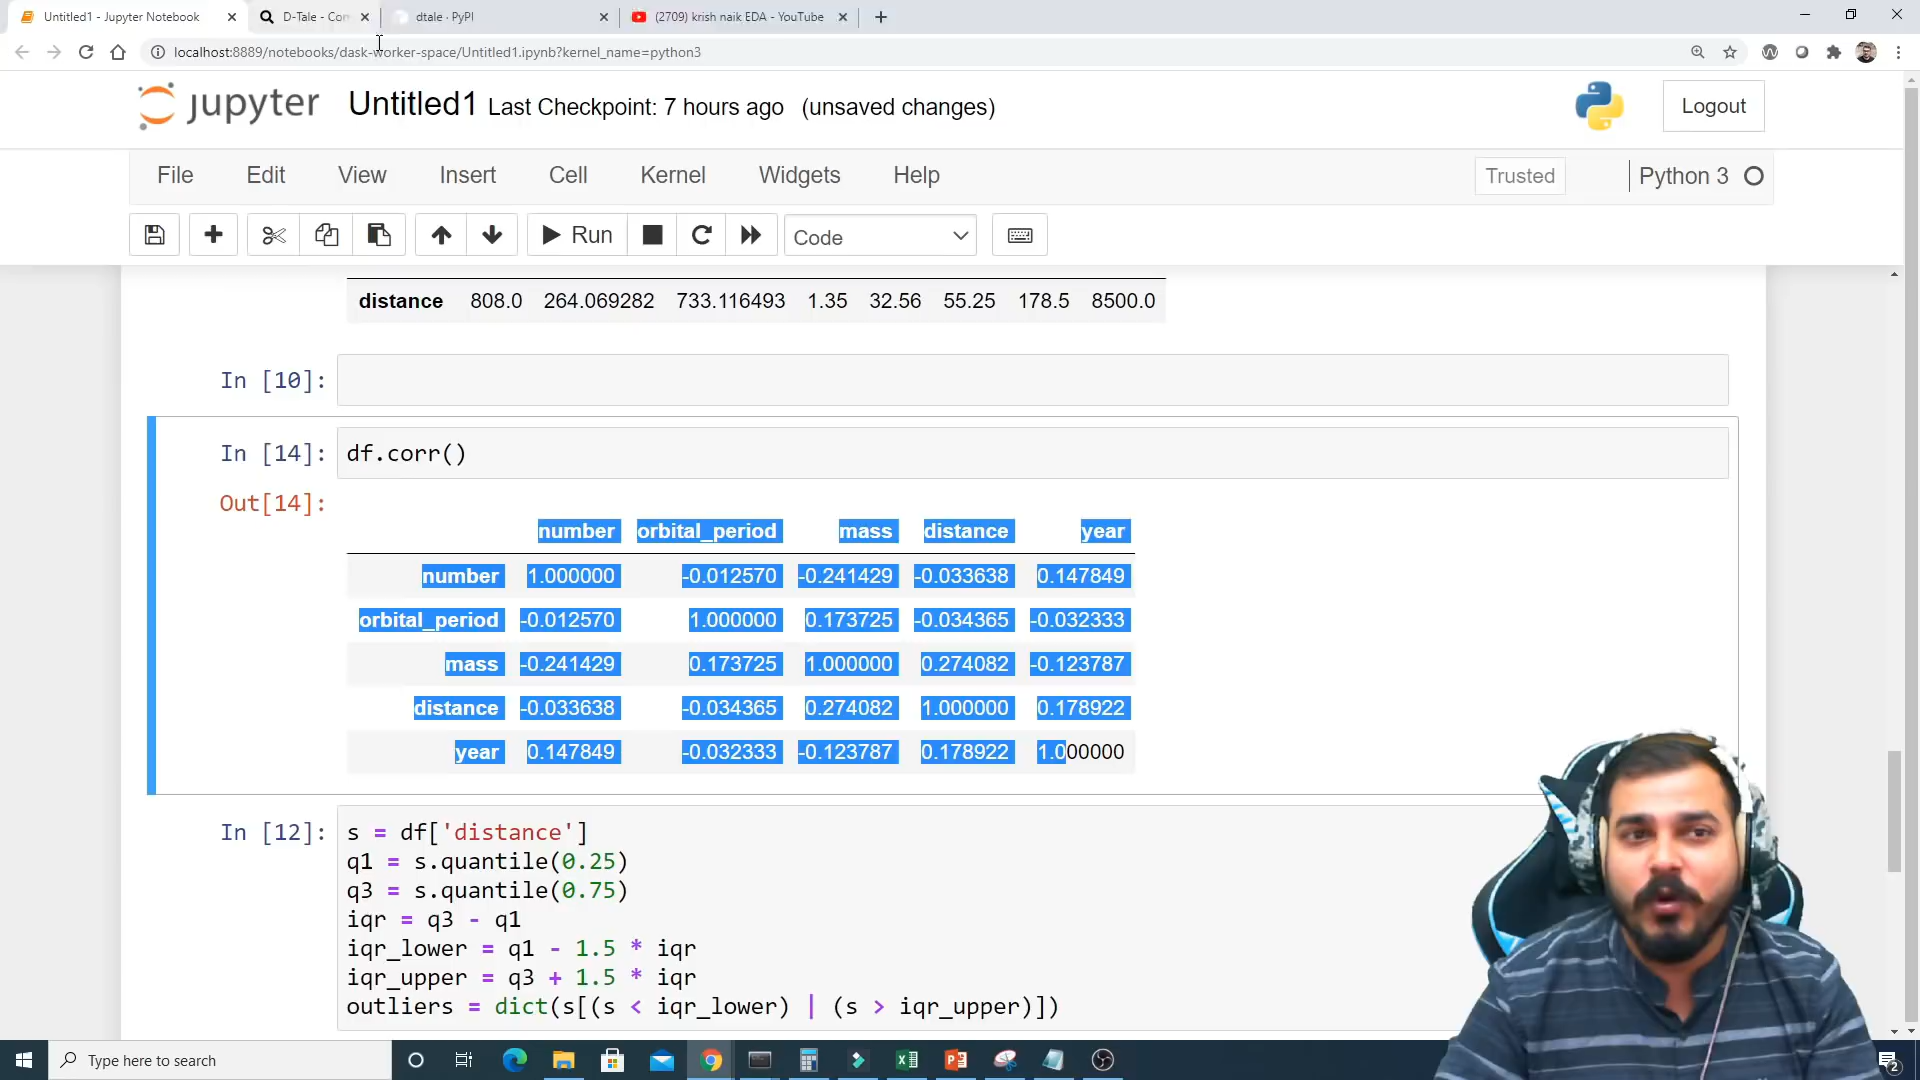 Untitled1 - Jupyter Notebook
D-Tale - Cor
dtale · PyPI
(2709) krish naik EDA - YouTube
localhost:8889/notebooks/dask-worker-space/Untitled1.ipynb?kernel_name=python3
jupyter Untitled1 Last Checkpoint: 7 hours ago (unsaved changes)
Logout
File Edit View Insert Cell Kernel Widgets Help
Trusted
Python 3
Run
Code
distance 808.0 264.069282 733.116493 1.35 32.56 55.25 178.5 8500.0
In [10]:
In [14]: df.corr()
Out[14]:
number orbital_period mass distance year
number 1.000000 -0.012570 -0.241429 -0.033638 0.147849
orbital_period -0.012570 1.000000 0.173725 -0.034365 -0.032333
mass -0.241429 0.173725 1.000000 0.274082 -0.123787
distance -0.033638 -0.034365 0.274082 1.000000 0.178922
year 0.147849 -0.032333 -0.123787 0.178922 1.000000
In [12]: s = df['distance']
q1 = s.quantile(0.25)
q3 = s.quantile(0.75)
iqr = q3 - q1
iqr_lower = q1 - 1.5 * iqr
iqr_upper = q3 + 1.5 * iqr
outliers = dict(s[(s < iqr_lower) | (s > iqr_upper)])
Type here to search
2